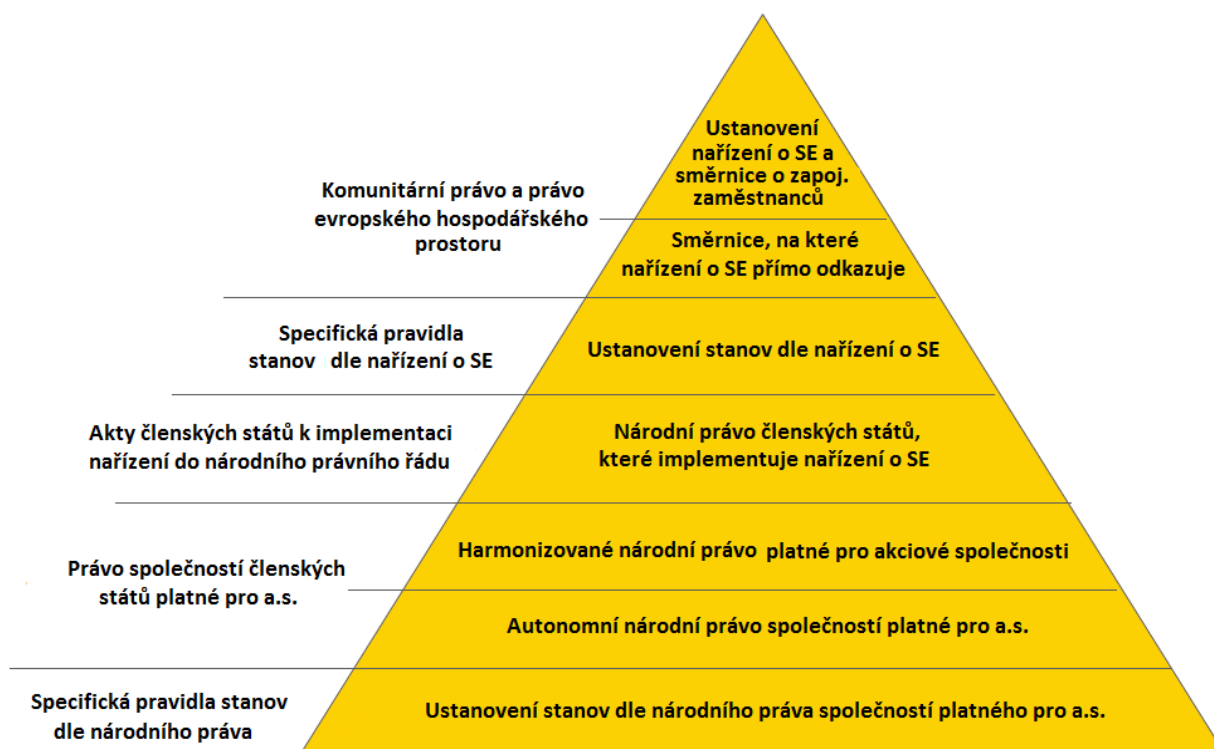 Ustanovení
nařízení o SE a
směrnice o zapoj.
zaměstnanců
Komunitární právo a právo
evropského hospodářského
prostoru
Směrnice, na které
nařízení o SE přímo odkazuje
Specifická pravidla
stanov dle nařízení o SE
Ustanovení stanov dle nařízení o SE
Akty členských států k implementaci
nařízení do národního právního řádu
Národní právo členských států,
které implementuje nařízení o SE
Harmonizované národní právo platné pro akciové společnosti
Právo společností členských
států platné pro a.s.
Autonomní národní právo společností platné pro a.s.
Specifická pravidla stanov
dle národního práva
Ustanovení stanov dle národního práva společností platného pro a.s.